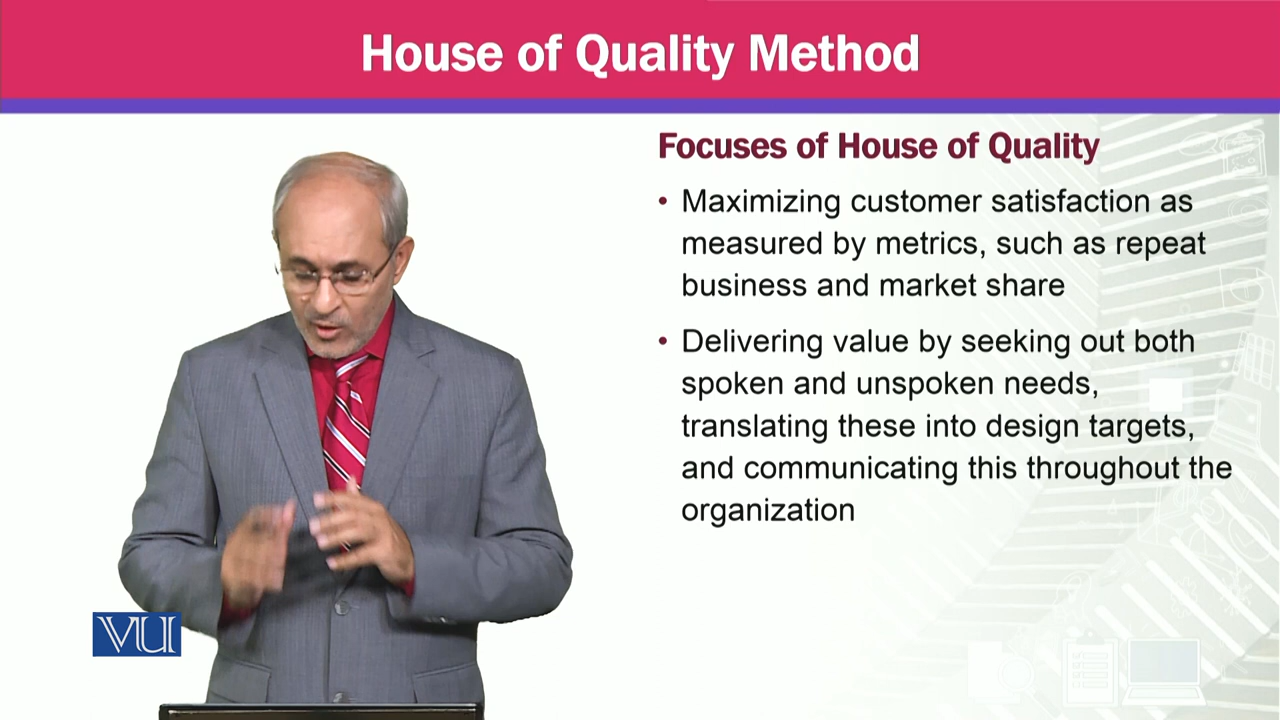 House of Quality Method
Focuses of House of Quality
• Maximizing customer satisfaction as
measured by metrics, such as repeat
business and market share
• Delivering value by seeking out both
spoken and unspoken needs,
translating these into design targets,
and communicating this throughout the
organization
VU